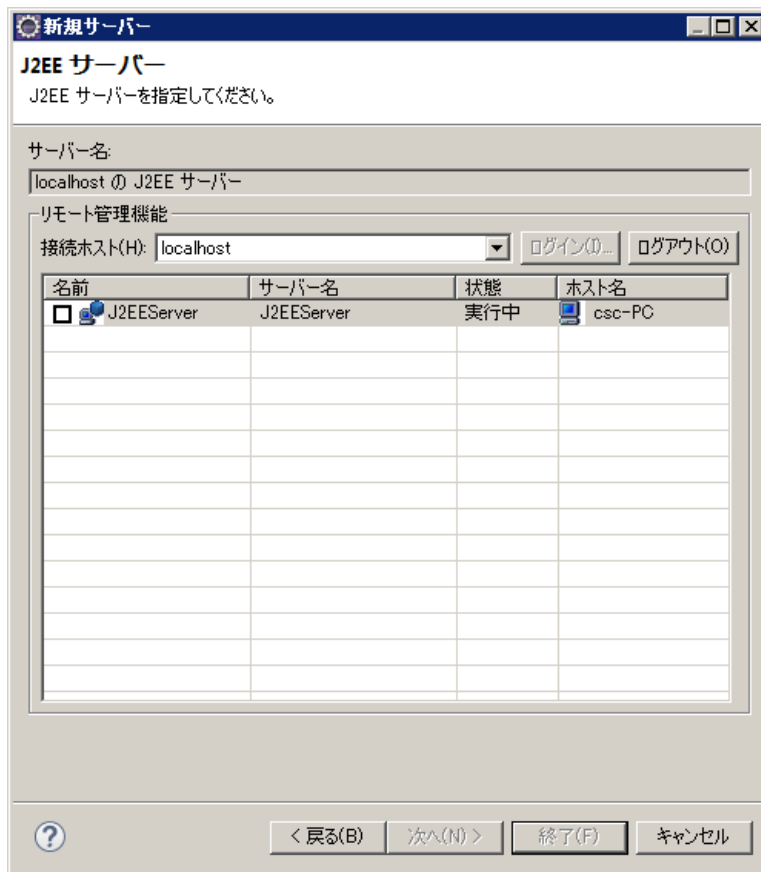 新規サーバー
J2EE サーバー
J2EE サーバーを指定してください。
サーバー名:
localhost の J2EE サーバー
リモート管理機能
接続ホスト(H): localhost ログイン(I)... ログアウト(O)
名前 サーバー名 状態 ホスト名
J2EEServer J2EEServer 実行中 csc-PC
< 戻る(B) 次へ(N) > 終了(F) キャンセル